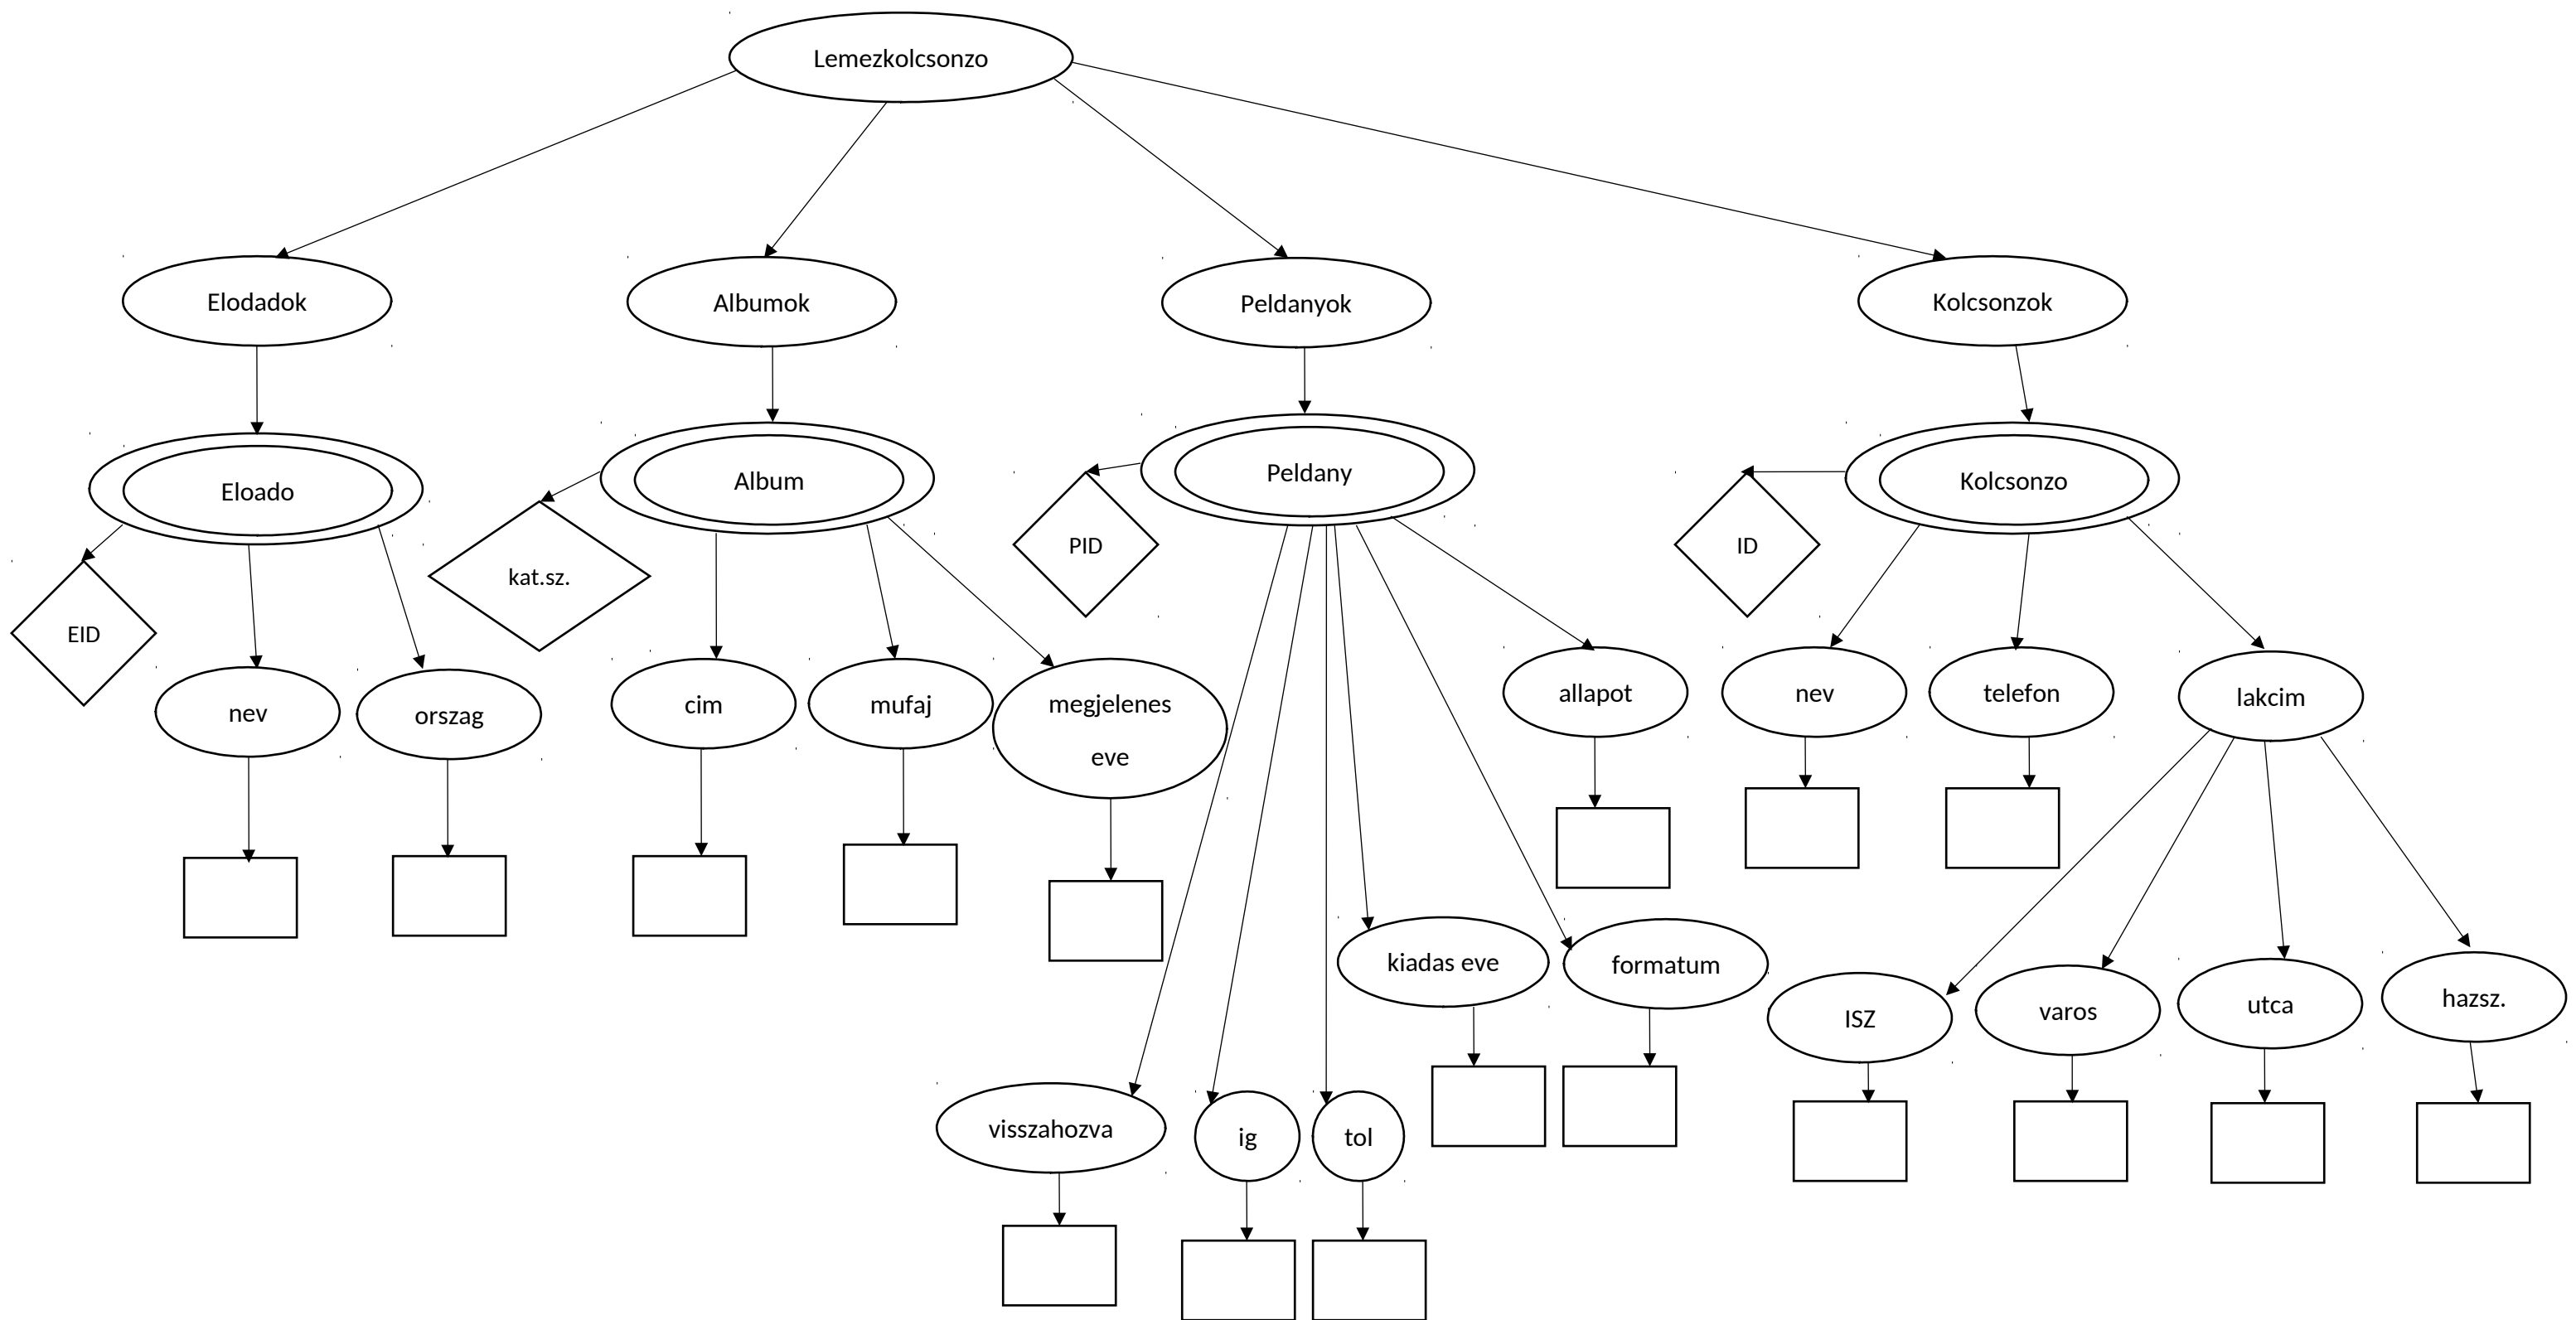 Lemezkolcsonzo
Elodadok
Albumok
Peldanyok
Kolcsonzok
Eloado
Album
Peldany
Kolcsonzo
EID
kat.sz.
PID
ID
nev
orszag
cim
mufaj
megjelenes
eve
allapot
nev
telefon
lakcim
kiadas eve
formatum
ISZ
varos
utca
hazsz.
visszahozva
ig
tol